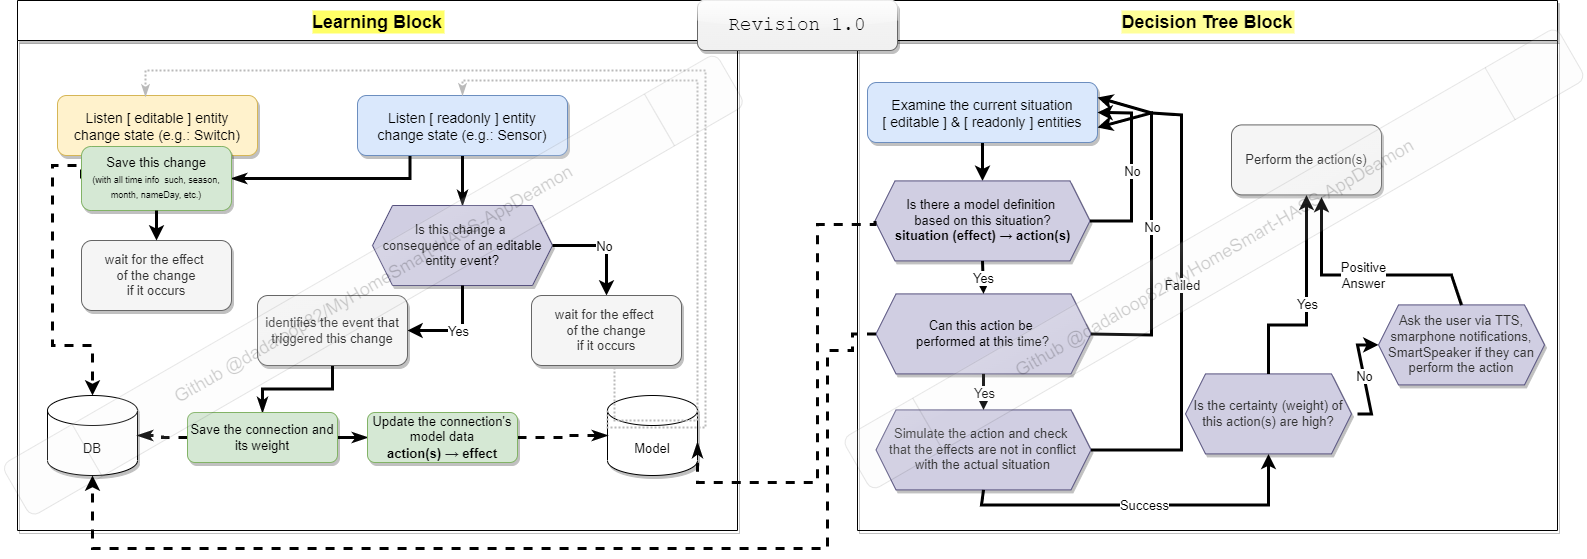 Learning Block
Revision 1.0
Decision Tree Block
Listen [ editable ] entity
change state (e.g.: Switch)
Listen [ readonly ] entity
change state (e.g.: Sensor)
Save this change
(with all time info such, season,
month, nameDay, etc.)
wait for the effect
of the change
if it occurs
Is this change a
consequence of an editable
entity event?
No
Yes
identifies the event that
triggered this change
wait for the effect
of the change
if it occurs
DB
Save the connection and
its weight
Update the connection's
model data
action(s) → effect
Model
Github @dadaloop82/MyHomeSmart-HASS-AppDeamon
Examine the current situation
[ editable ] & [ readonly ] entities
Is there a model definition
based on this situation?
situation (effect) → action(s)
No
Yes
Can this action be
performed at this time?
No
Yes
Simulate the action and check
that the effects are not in conflict
with the actual situation
Failed
Success
Is the certainty (weight) of
this action(s) are high?
Yes
No
Ask the user via TTS,
smarphone notifications,
SmartSpeaker if they can
perform the action
Positive
Answer
Perform the action(s)
Github @dadaloop82/MyHomeSmart-HASS-AppDeamon